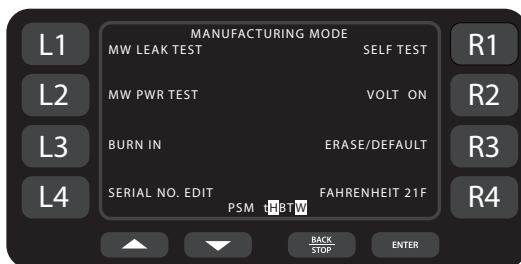 MANUFACTURING MODE
L1 MW LEAK TEST SELF TEST R1
L2 MW PWR TEST VOLT ON R2
L3 BURN IN ERASE/DEFAULT R3
L4 SERIAL NO. EDIT FAHRENHEIT 21F R4
PSM tHBTW
BACK
STOP
ENTER